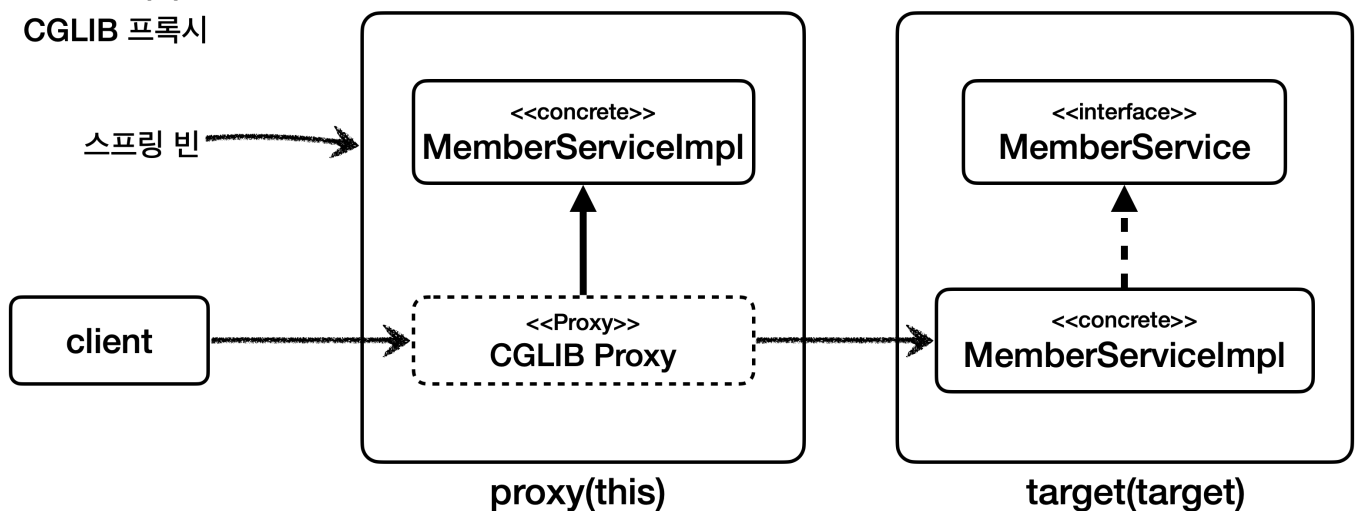 CGLIB 프록시
<<concrete>>
MemberServiceImpl
<<interface>>
MemberService
스프링 빈
client
<<Proxy>>
CGLIB Proxy
<<concrete>>
MemberServiceImpl
proxy(this)
target(target)